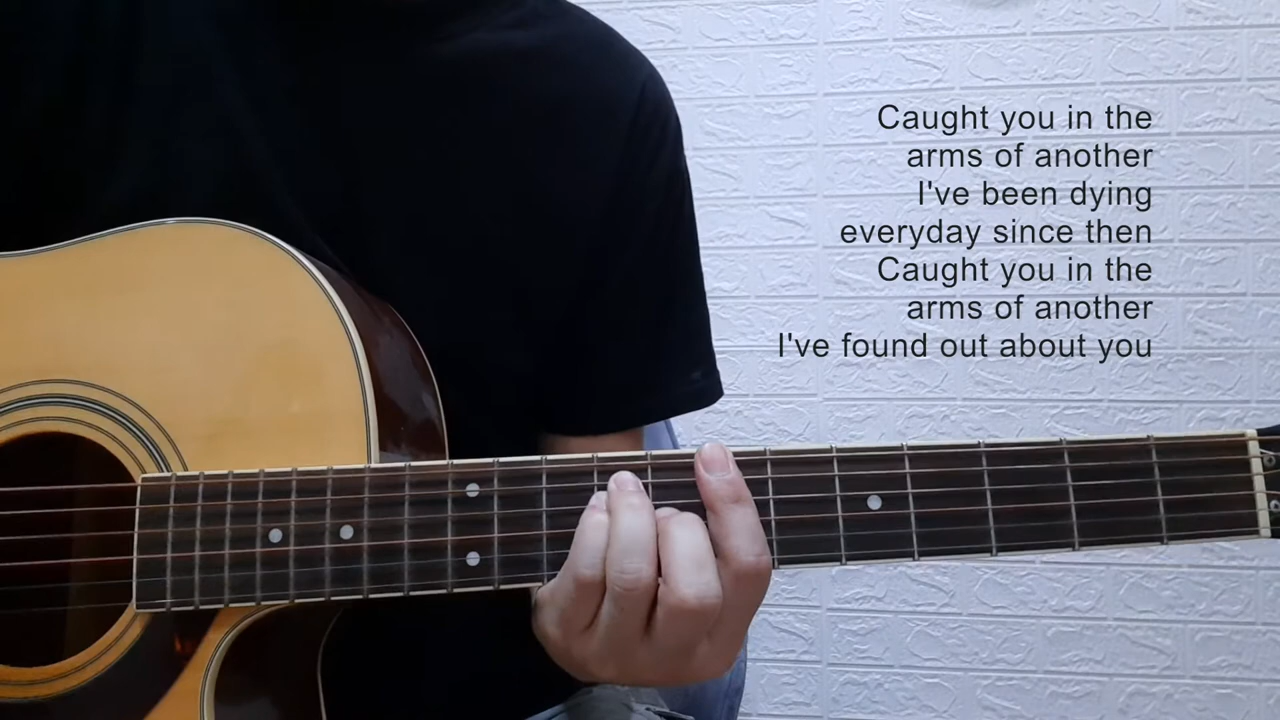 Caught you in the
arms of another
I've been dying
everyday since then
Caught you in the
arms of another
I've found out about you